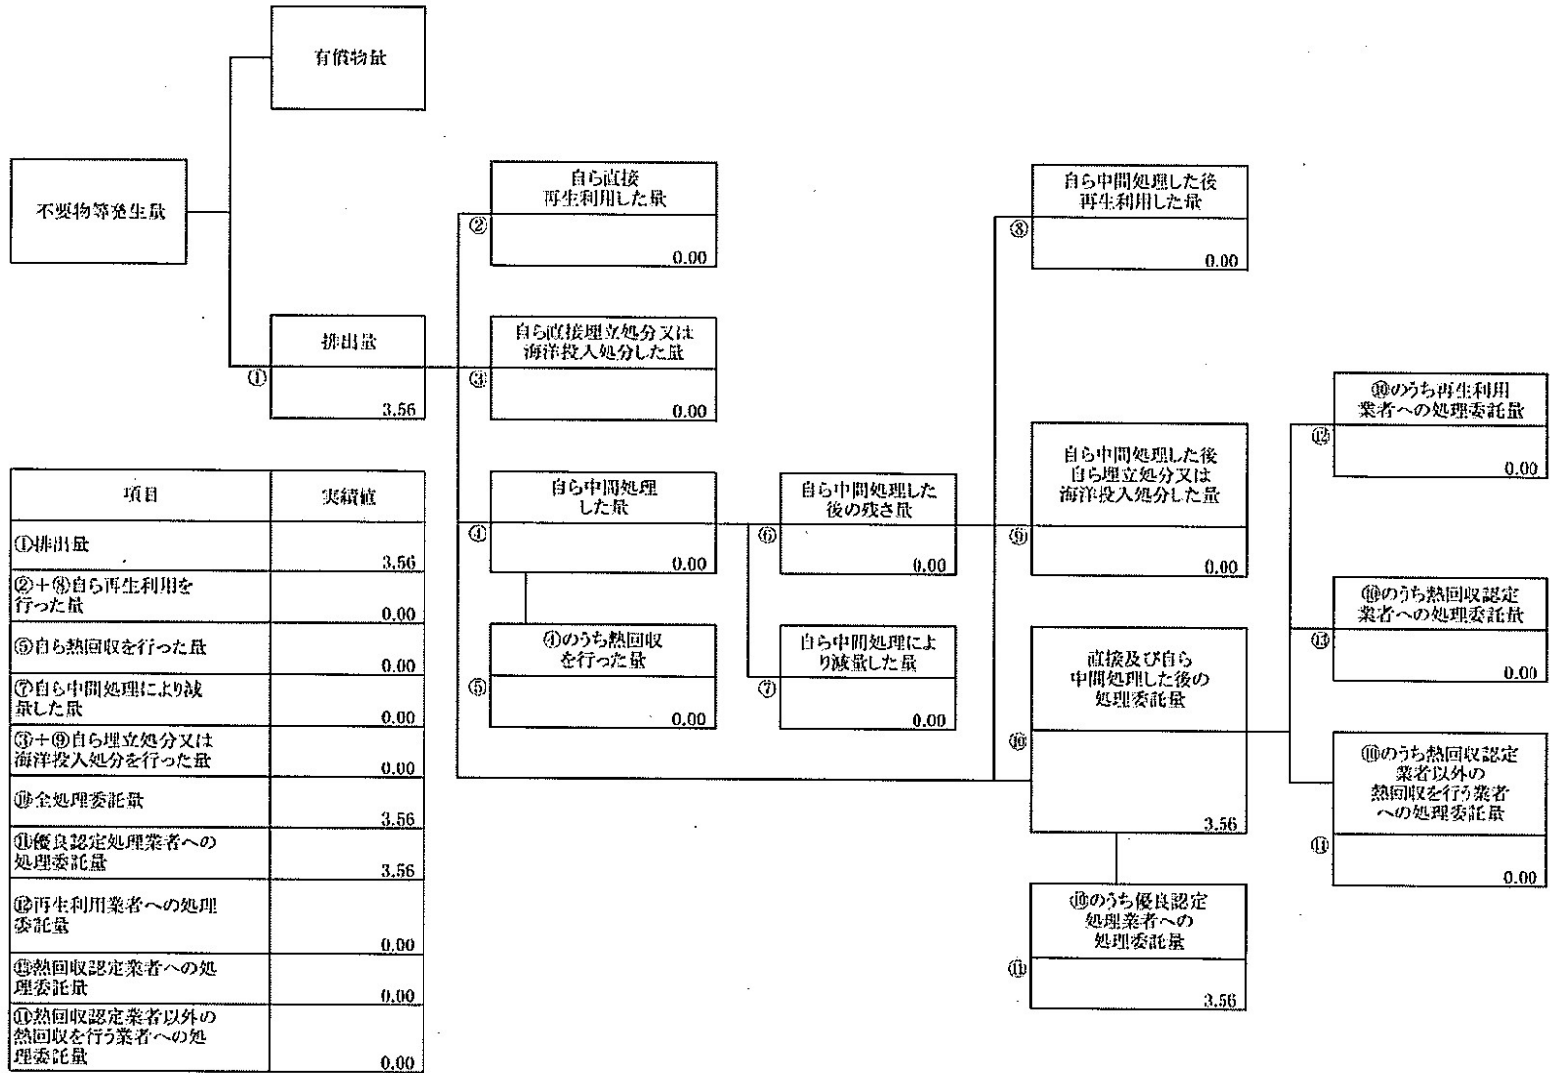 有償物量
不要物等発生量
排出量
①
3.56
自ら直接
再生利用した量
②
0.00
自ら直接埋立処分又は
海洋投入処分した量
③
0.00
自ら中間処理
した量
④
0.00
④のうち熱回収
を行った量
⑤
0.00
自ら中間処理した
後の残さ量
⑥
0.00
自ら中間処理によ
り減量した量
⑦
0.00
自ら中間処理した後
再生利用した量
⑧
0.00
自ら中間処理した後
自ら埋立処分又は
海洋投入処分した量
⑨
0.00
直接及び自ら
中間処理した後の
処理委託量
⑩
3.56
⑩のうち優良認定
処理業者への
処理委託量
⑪
3.56
⑩のうち再生利用
業者への処理委託量
⑫
0.00
⑩のうち熱回収認定
業者への処理委託量
⑬
0.00
⑩のうち熱回収認定
業者以外の
熱回収を行う業者
への処理委託量
⑭
0.00
項目 実績値
①排出量 3.56
②+⑧自ら再生利用を
行った量 0.00
⑤自ら熱回収を行った量 0.00
⑦自ら中間処理により減
量した量 0.00
③+⑨自ら埋立処分又は
海洋投入処分を行った量 0.00
⑩全処理委託量 3.56
⑪優良認定処理業者への
処理委託量 3.56
⑫再生利用業者への処理
委託量 0.00
⑬熱回収認定業者への処
理委託量 0.00
⑭熱回収認定業者以外の
熱回収を行う業者への処
理委託量 0.00